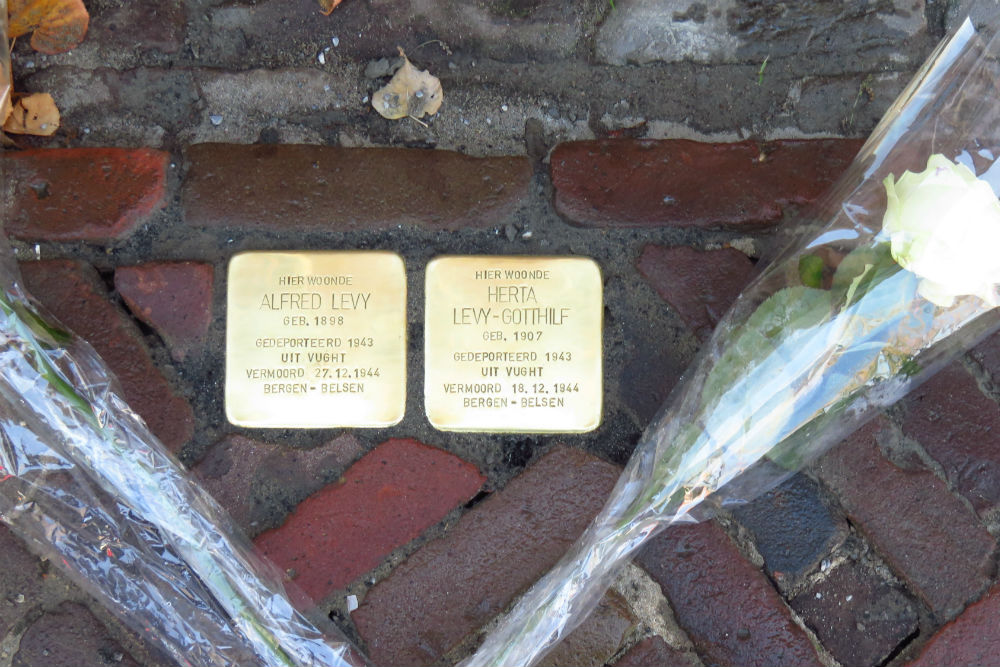 HIER WOONDE
ALFRED LEVY
GEB. 1898
GEDEPORTEERD 1943
UIT VUGHT
VERMOORD 27.12.1944
BERGEN - BELSEN
HIER WOONDE
HERTA
LEVY-GOTTHILF
GEB. 1907
GEDEPORTEERD 1943
UIT VUGHT
VERMOORD 18.12.1944
BERGEN - BELSEN